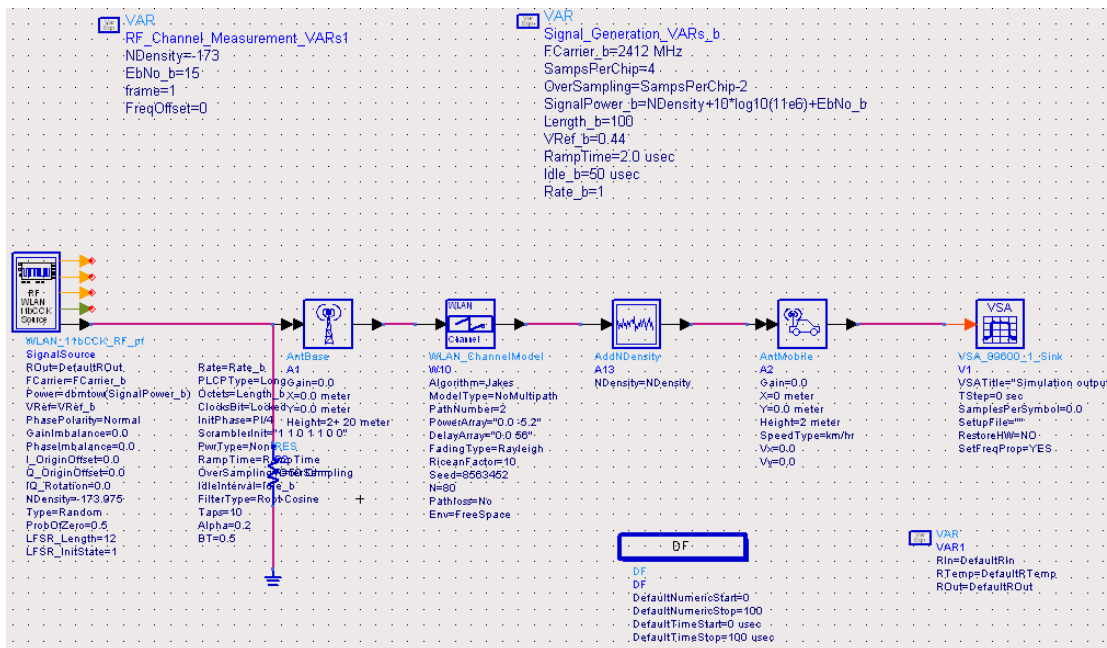 VAR
RF_Channel_Measurement_VARs1
NDensity=-173
EbNo_b=15
frame=1
FreqOffset=0
VAR
Signal_Generation_VARs_b
FCarrier_b=2412 MHz
SampsPerChip=4
OverSampling=SampsPerChip-2
SignalPower_b=NDensity+10*log10(11e6)+EbNo_b
Length_b=100
VRef_b=0.44
RampTime=2.0 usec
Idle_b=50 usec
Rate_b=1
RF
WLAN
11bCCK
Source
WLAN_11bCCK_RF_pf
SignalSource
ROut=DefaultROut
FCarrier=FCarrier_b
Power=dbmtow(SignalPower_b)
VRef=VRef_b
PhasePolarity=Normal
GainImbalance=0.0
PhaseImbalance=0.0
I_OriginOffset=0.0
Q_OriginOffset=0.0
IQ_Rotation=0.0
NDensity=-173.975
Type=Random
ProbOfZero=0.5
LFSR_Length=12
LFSR_InitState=1
Rate=Rate_b
PLCPType=Long
Octets=Length_b
ClocksBit=Locked
InitPhase=PI/4
ScramblerInit="1 1 0 1 1 0 0"
PwrType=None
RampTime=RampTime
OverSampling=OverSampling
IdleInterval=Idle_b
FilterType=Root-Cosine
Taps=10
Alpha=0.2
BT=0.5
RES
AntBase
A1
Gain=0.0
X=0.0 meter
Y=0.0 meter
Height=2+ 20 meter
WLAN
Channel
WLAN_ChannelModel
W10
Algorithm=Jakes
ModelType=NoMultipath
PathNumber=2
PowerArray="0.0 -5.2"
DelayArray="0.0 56"
FadingType=Rayleigh
RiceanFactor=10
Seed=8563452
N=80
Pathloss=No
Env=FreeSpace
AddNDensity
A13
NDensity=NDensity
AntMobile
A2
Gain=0.0
X=0 meter
Y=0.0 meter
Height=2 meter
SpeedType=km/hr
Vx=0.0
Vy=0.0
VSA
VSA_89600_1_Sink
V1
VSATitle="Simulation output
TStep=0 sec
SamplesPerSymbol=0.0
SetupFile=""
RestoreHW=NO
SetFreqProp=YES
DF
DF
DF
DefaultNumericStart=0
DefaultNumericStop=100
DefaultTimeStart=0 usec
DefaultTimeStop=100 usec
VAR
VAR1
RIn=DefaultRIn
RTemp=DefaultRTemp
ROut=DefaultROut